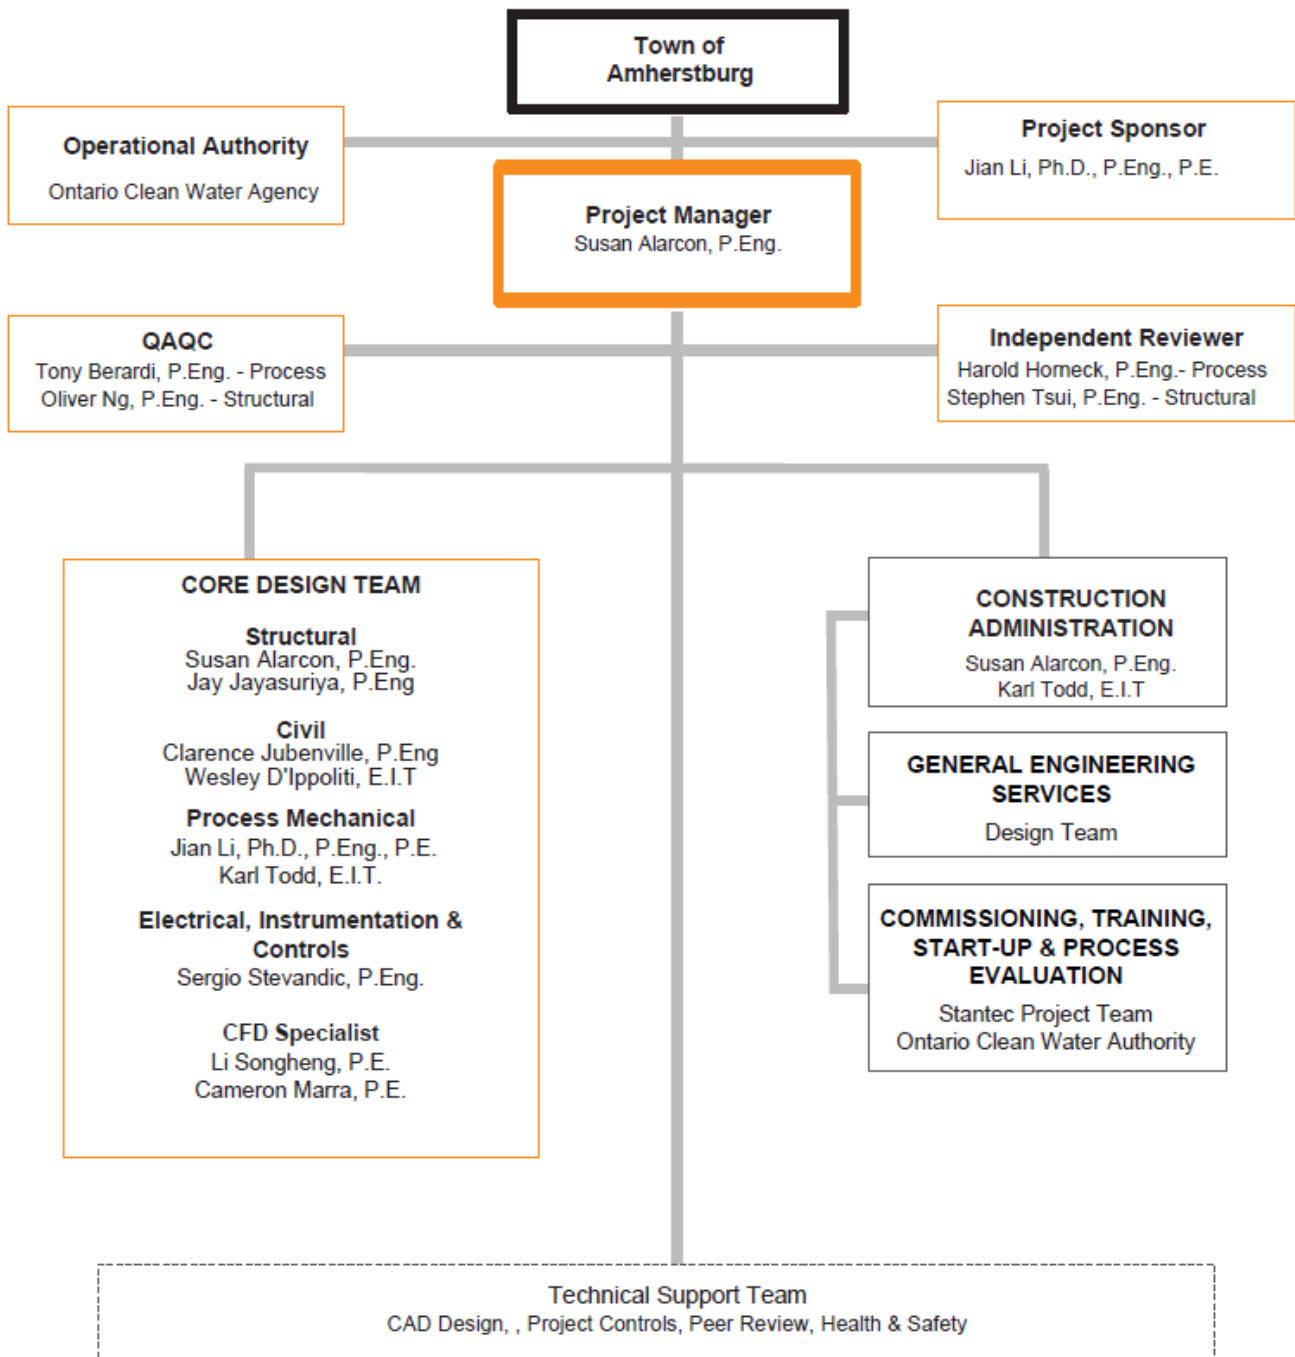 Town of
Amherstburg
Operational Authority
Ontario Clean Water Agency
Project Sponsor
Jian Li, Ph.D., P.Eng., P.E.
Project Manager
Susan Alarcon, P.Eng.
QAQC
Tony Berardi, P.Eng. - Process
Oliver Ng, P.Eng. - Structural
Independent Reviewer
Harold Horneck, P.Eng.- Process
Stephen Tsui, P.Eng. - Structural
CORE DESIGN TEAM
Structural
Susan Alarcon, P.Eng.
Jay Jayasuriya, P.Eng
Civil
Clarence Jubenville, P.Eng
Wesley D'Ippoliti, E.I.T
Process Mechanical
Jian Li, Ph.D., P.Eng., P.E.
Karl Todd, E.I.T.
Electrical, Instrumentation &
Controls
Sergio Stevandic, P.Eng.
CFD Specialist
Li Songheng, P.E.
Cameron Marra, P.E.
CONSTRUCTION
ADMINISTRATION
Susan Alarcon, P.Eng.
Karl Todd, E.I.T
GENERAL ENGINEERING
SERVICES
Design Team
COMMISSIONING, TRAINING,
START-UP & PROCESS
EVALUATION
Stantec Project Team
Ontario Clean Water Authority
Technical Support Team
CAD Design, , Project Controls, Peer Review, Health & Safety